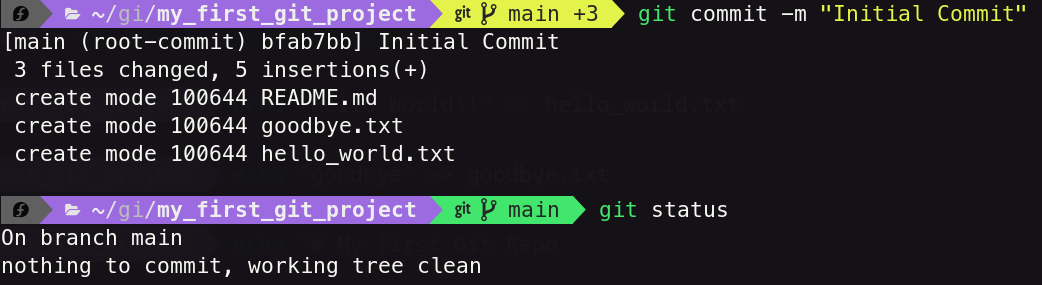 ~/gi/my_first_git_project git main +3 git commit -m "Initial Commit"
[main (root-commit) bfab7bb] Initial Commit
3 files changed, 5 insertions(+)
create mode 100644 README.md
create mode 100644 goodbye.txt
create mode 100644 hello_world.txt
~/gi/my_first_git_project git main git status
On branch main
nothing to commit, working tree clean